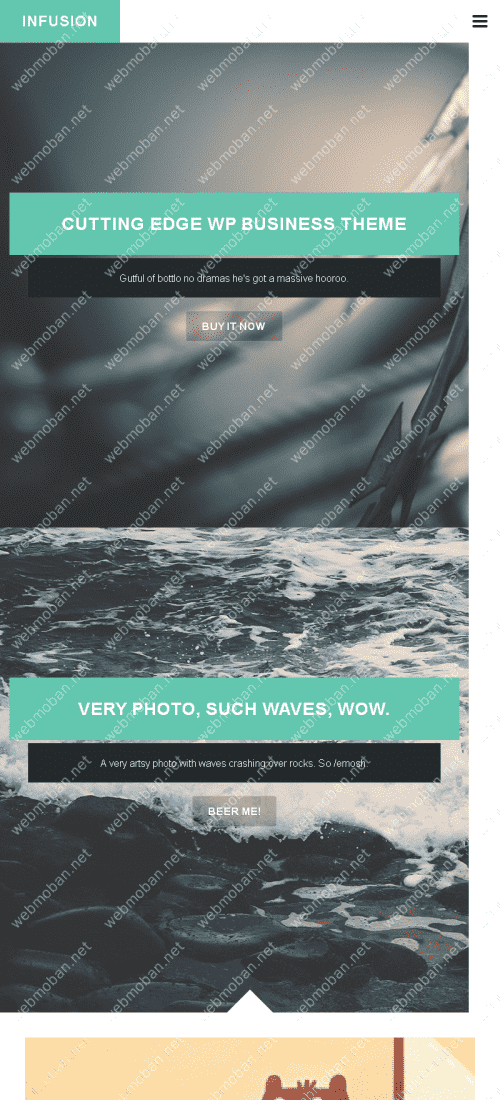 INFUSION
CUTTING EDGE WP BUSINESS THEME
Gutful of bottlo no dramas he's got a massive hooroo.
BUY IT NOW
VERY PHOTO, SUCH WAVES, WOW.
A very artsy photo with waves crashing over rocks. So /emosh.
BEER ME!
webmoban.net